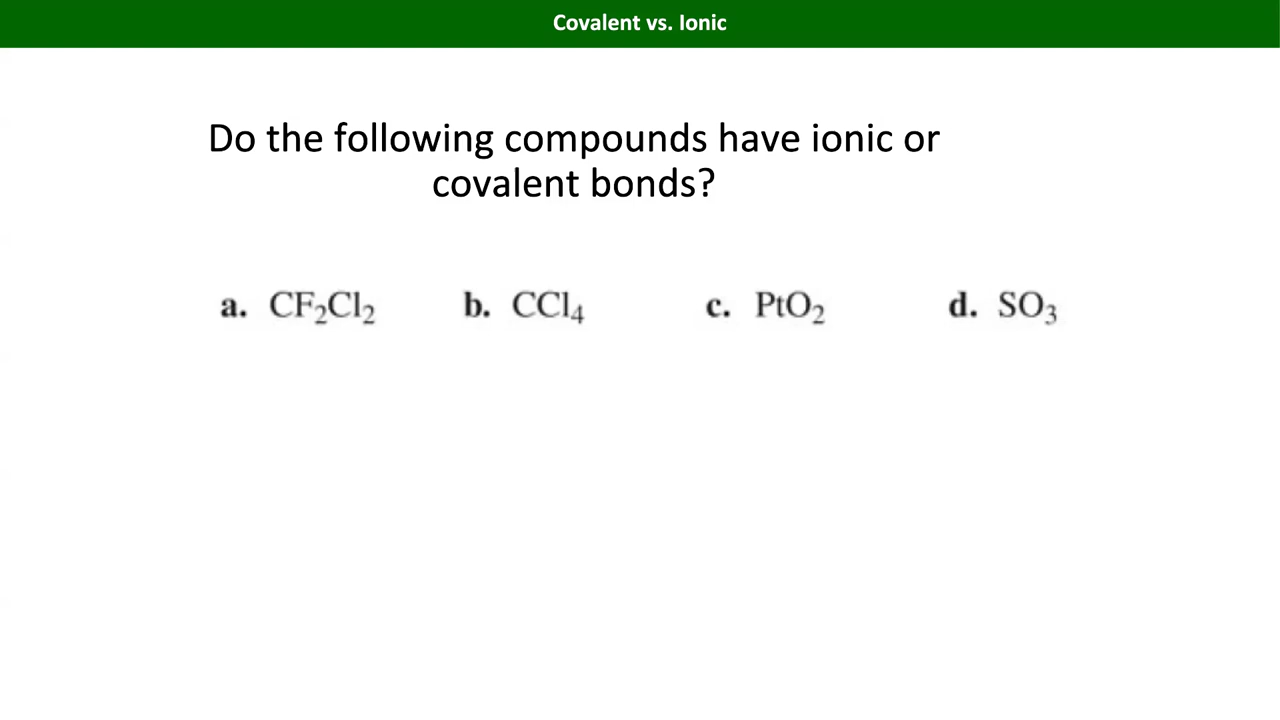 Covalent vs. Ionic
Do the following compounds have ionic or
covalent bonds?
a. CF₂Cl₂ b. CCl₄ c. PtO₂ d. SO₃